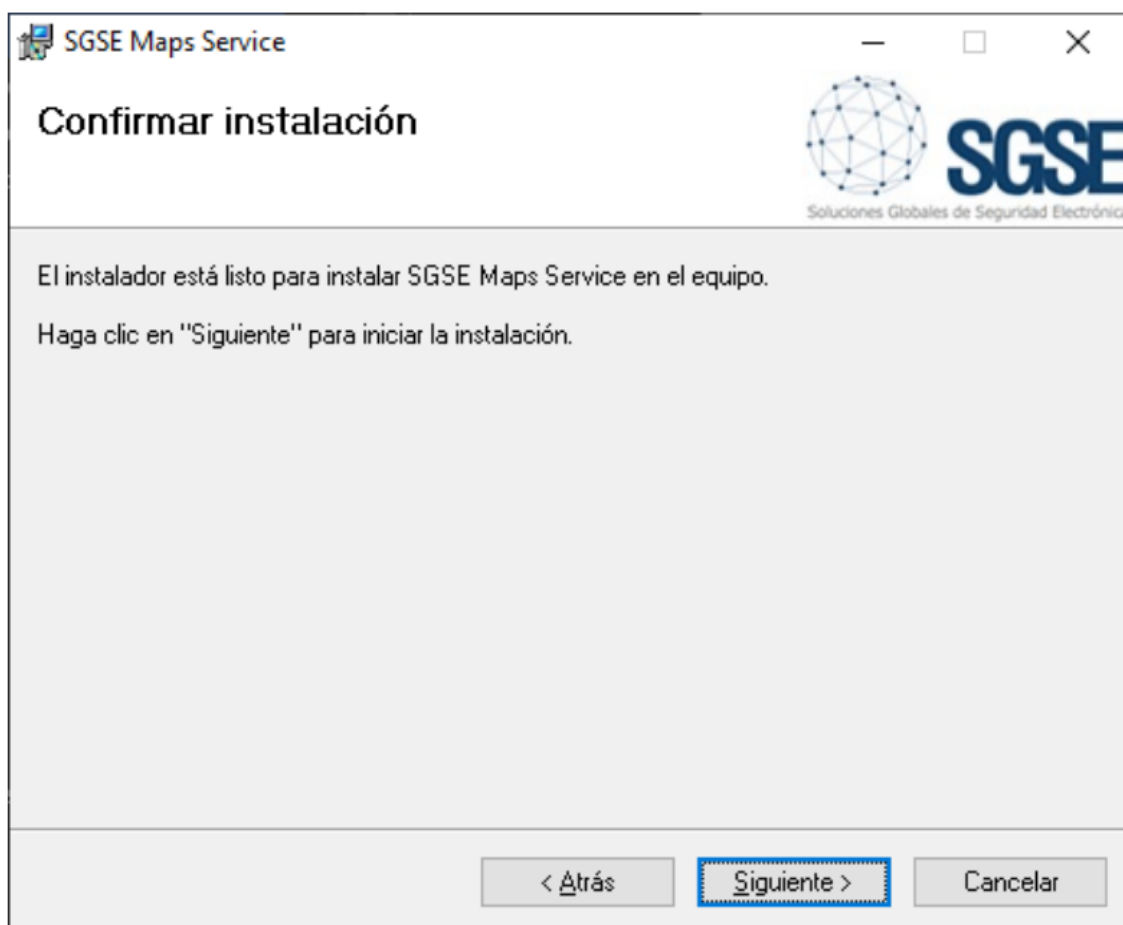 SGSE Maps Service
Confirmar instalación
SGSE
Soluciones Globales de Seguridad Electrónica
El instalador está listo para instalar SGSE Maps Service en el equipo.
Haga clic en "Siguiente" para iniciar la instalación.
< Atrás
Siguiente >
Cancelar